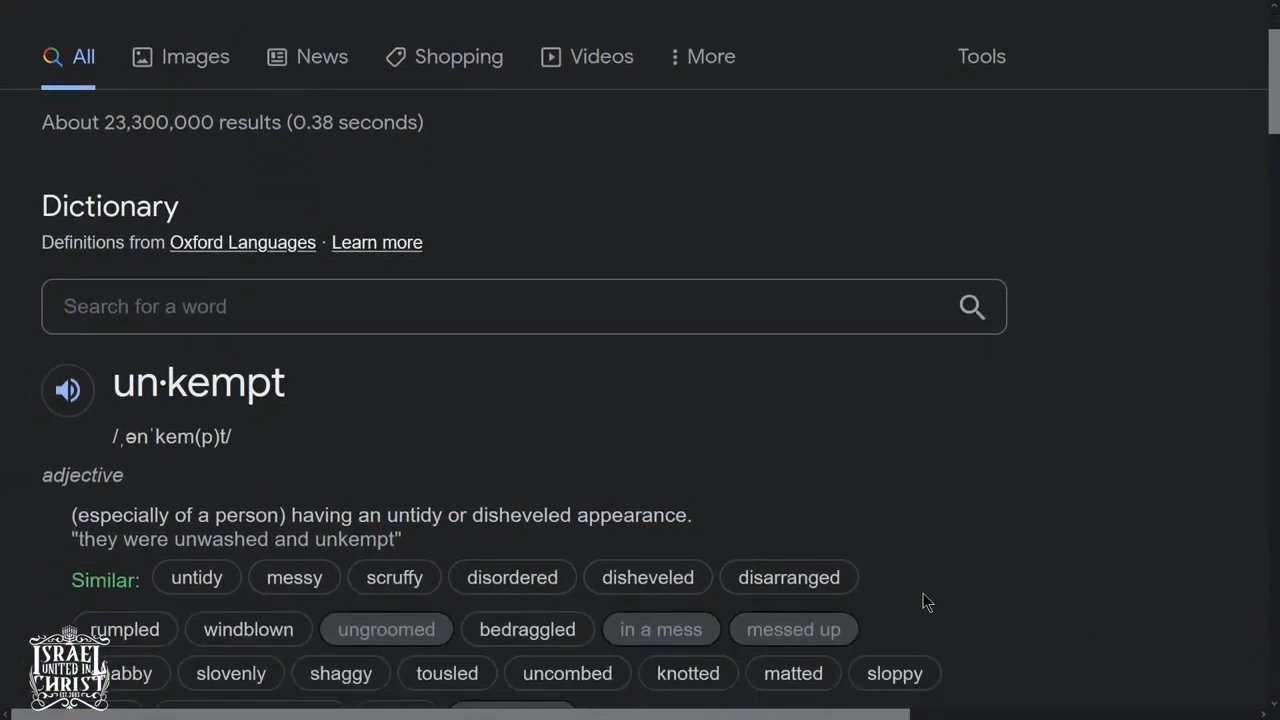 All Images News Shopping Videos More Tools
About 23,300,000 results (0.38 seconds)
Dictionary
Definitions from Oxford Languages · Learn more
Search for a word
un·kempt
/ˌənˈkem(p)t/
adjective
(especially of a person) having an untidy or disheveled appearance.
"they were unwashed and unkempt"
Similar: untidy messy scruffy disordered disheveled disarranged
rumpled windblown ungroomed bedraggled in a mess messed up
slovenly shaggy tousled uncombed knotted matted sloppy
ISRAEL
UNITED IN
CHRIST
EST. 2003